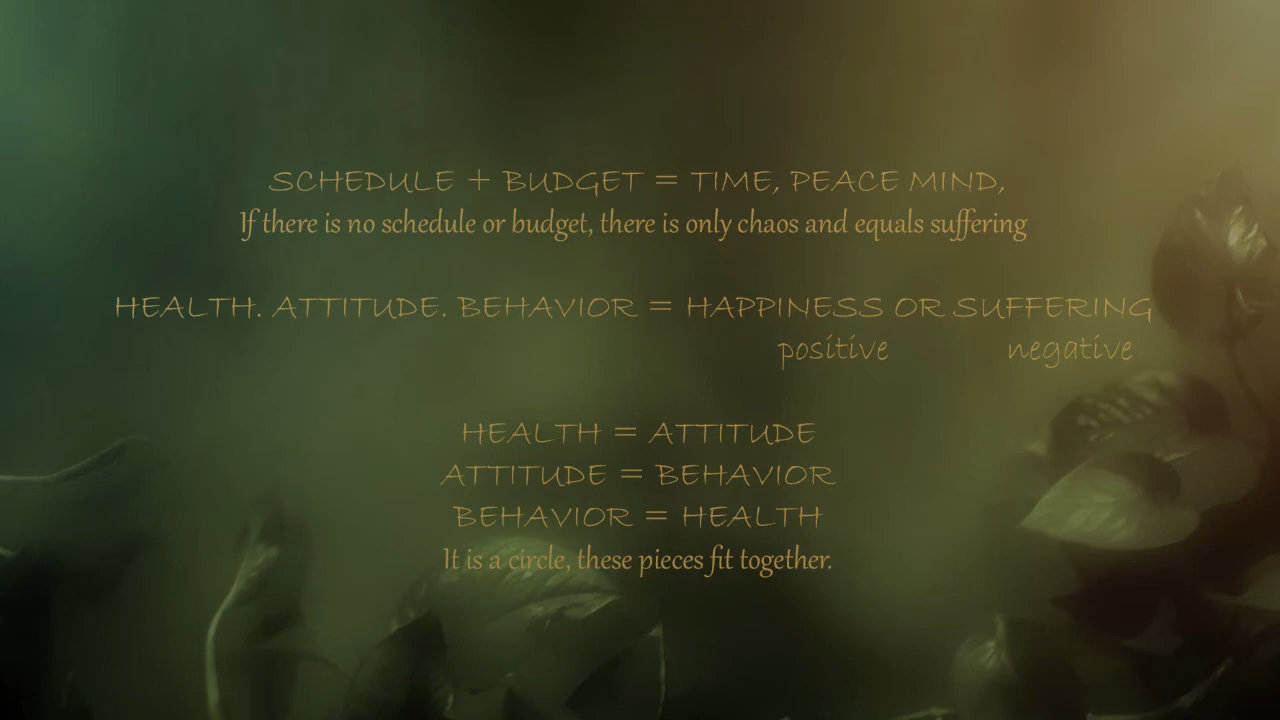 SCHEDULE + BUDGET = TIME, PEACE MIND,
If there is no schedule or budget, there is only chaos and equals suffering
HEALTH. ATTITUDE. BEHAVIOR = HAPPINESS OR SUFFERING
positive negative
HEALTH = ATTITUDE
ATTITUDE = BEHAVIOR
BEHAVIOR = HEALTH
It is a circle, these pieces fit together.